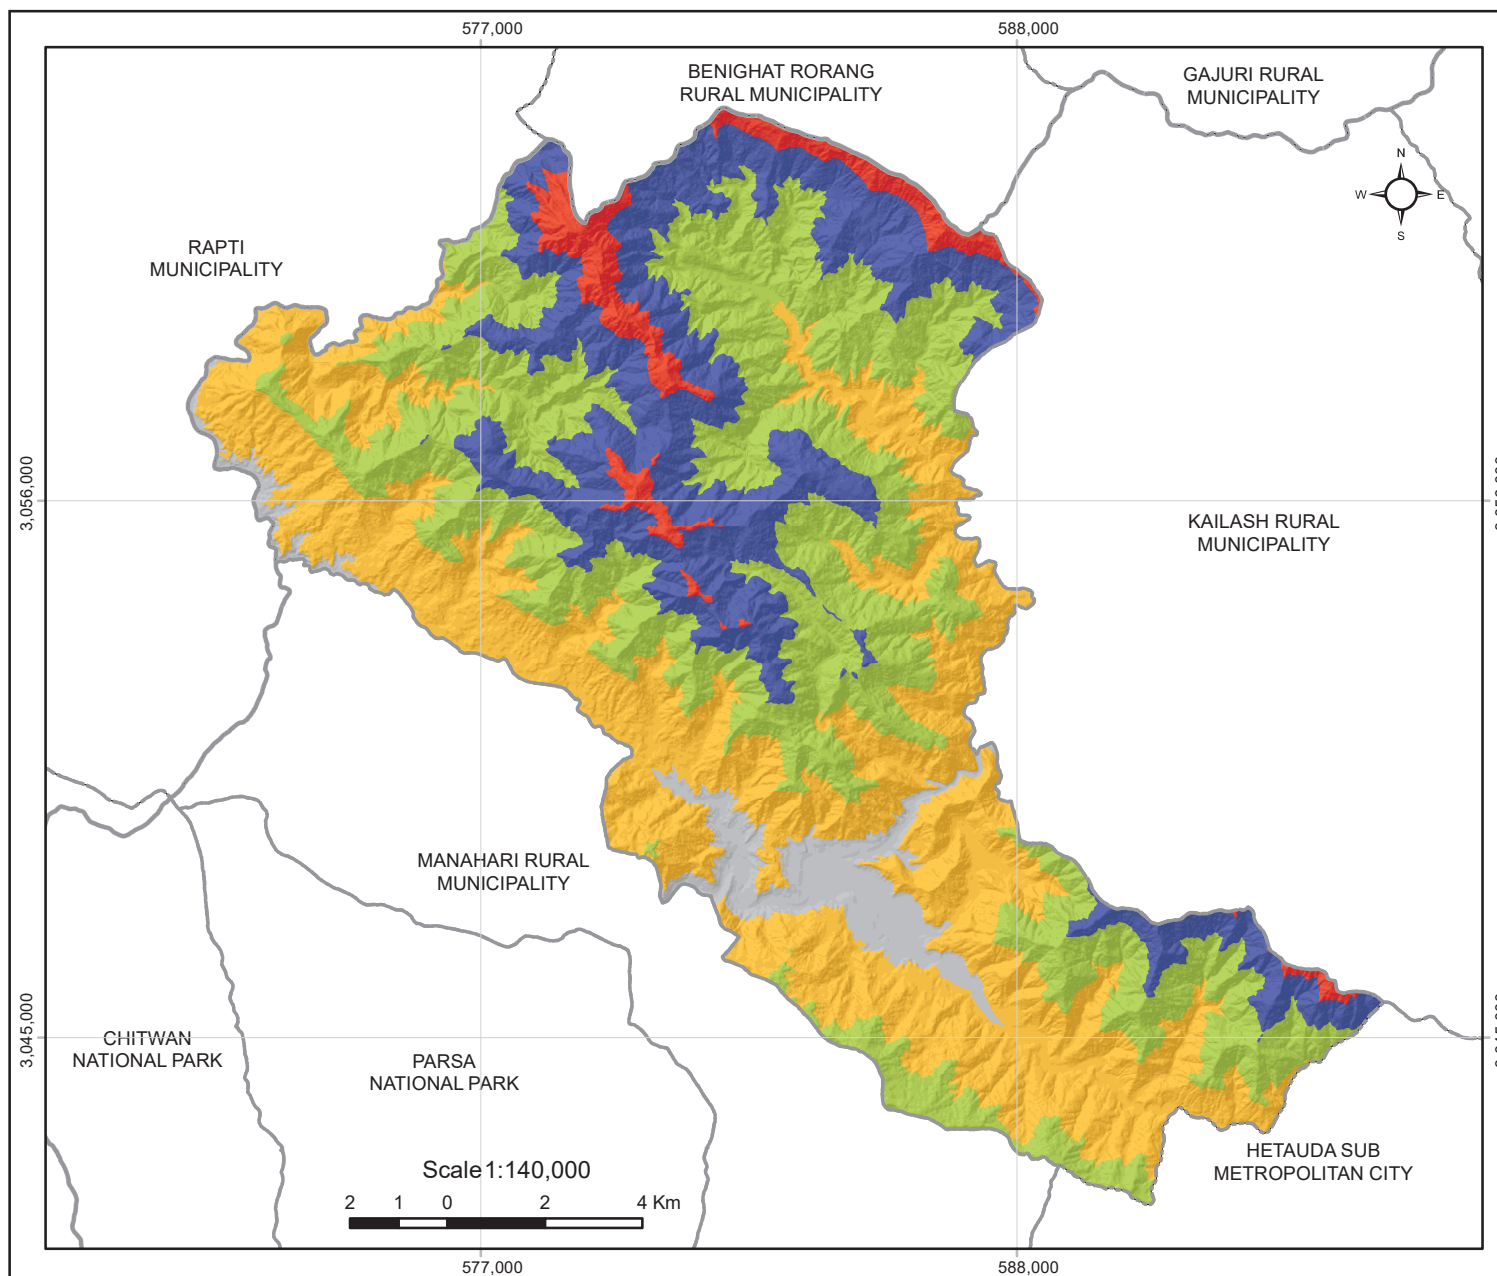 577,000
588,000
BENIGHAT RORANG
RURAL MUNICIPALITY
GAJURI RURAL
MUNICIPALITY
N
W
E
S
RAPTI
MUNICIPALITY
3,056,000
KAILASH RURAL
MUNICIPALITY
MANAHARI RURAL
MUNICIPALITY
3,045,000
CHITWAN
NATIONAL PARK
PARSA
NATIONAL PARK
HETAUDA SUB
METROPOLITAN CITY
Scale1:140,000
2 1 0 2 4 Km
577,000
588,000